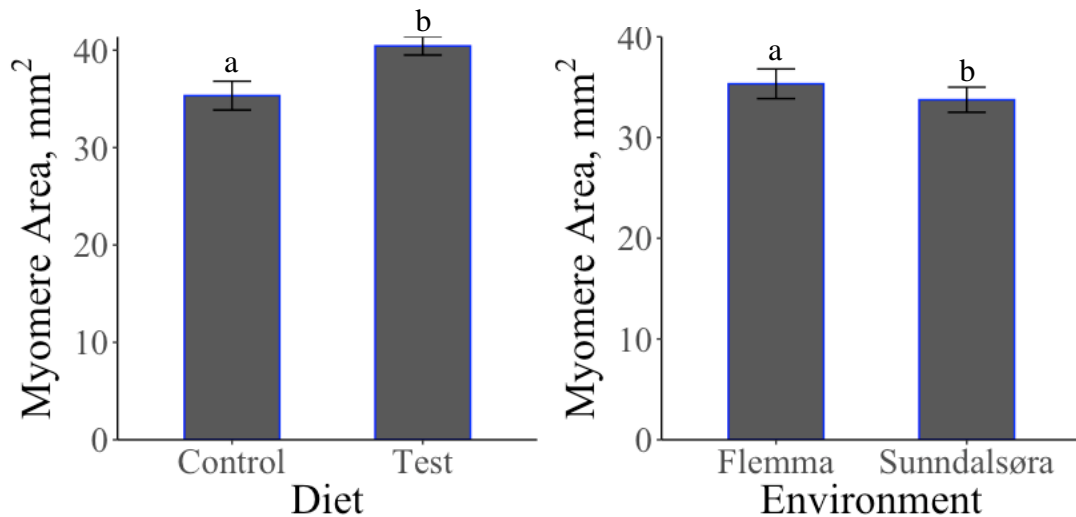 Myomere Area, mm²
40
30
20
10
0
a
b
Control Test
Diet
Myomere Area, mm²
40
30
20
10
0
a
b
Flemma Sunndalsøra
Environment